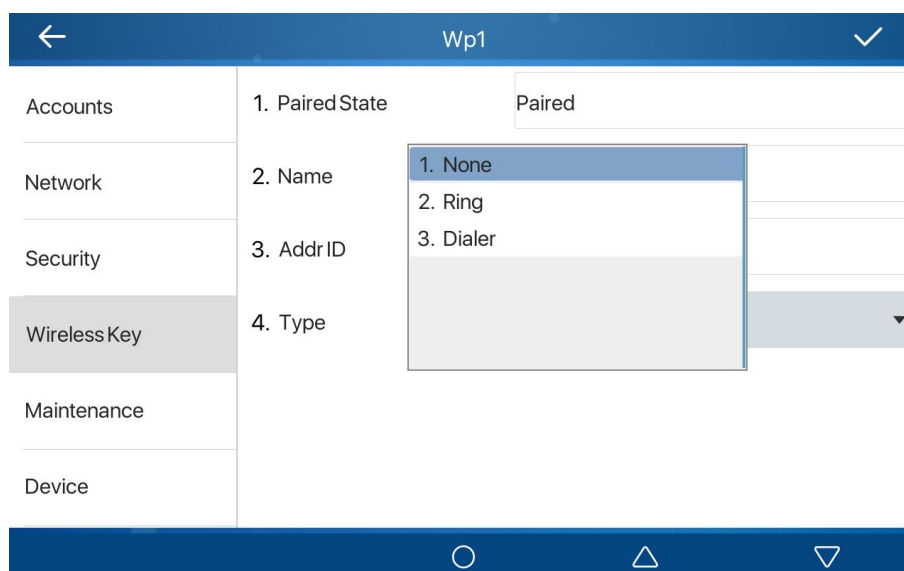 Wp1
Accounts
Network
Security
Wireless Key
Maintenance
Device
1. Paired State
Paired
2. Name
3. Addr ID
4. Type
1. None
2. Ring
3. Dialer